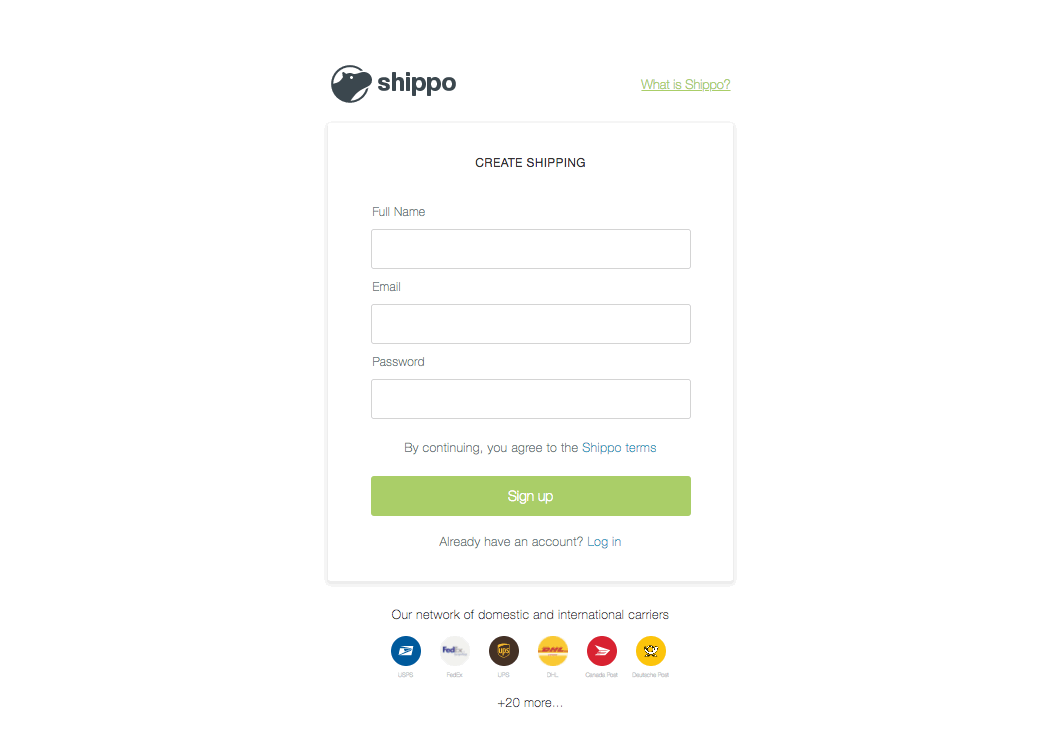 shippo
What is Shippo?
CREATE SHIPPING
Full Name
Email
Password
By continuing, you agree to the Shippo terms
Sign up
Already have an account? Log in
Our network of domestic and international carriers
FedEx ups DHL
USPS FedEx UPS DHL Canada Post Deutsche Post
+20 more...